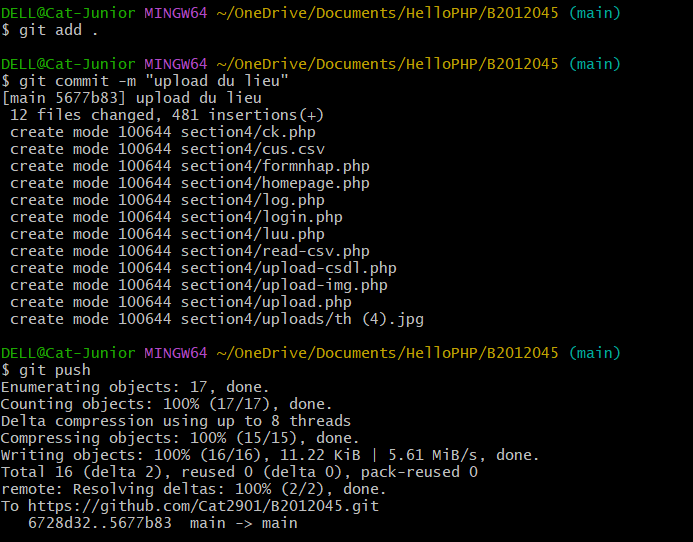 DELL@Cat-Junior MINGW64 ~/OneDrive/Documents/HelloPHP/B2012045 (main)
$ git add .
DELL@Cat-Junior MINGW64 ~/OneDrive/Documents/HelloPHP/B2012045 (main)
$ git commit -m "upload du lieu"
[main 5677b83] upload du lieu
 12 files changed, 481 insertions(+)
 create mode 100644 section4/ck.php
 create mode 100644 section4/cus.csv
 create mode 100644 section4/formnhap.php
 create mode 100644 section4/homepage.php
 create mode 100644 section4/log.php
 create mode 100644 section4/login.php
 create mode 100644 section4/luu.php
 create mode 100644 section4/read-csv.php
 create mode 100644 section4/upload-csdl.php
 create mode 100644 section4/upload-img.php
 create mode 100644 section4/upload.php
 create mode 100644 section4/uploads/th (4).jpg
DELL@Cat-Junior MINGW64 ~/OneDrive/Documents/HelloPHP/B2012045 (main)
$ git push
Enumerating objects: 17, done.
Counting objects: 100% (17/17), done.
Delta compression using up to 8 threads
Compressing objects: 100% (15/15), done.
Writing objects: 100% (16/16), 11.22 KiB | 5.61 MiB/s, done.
Total 16 (delta 2), reused 0 (delta 0), pack-reused 0
remote: Resolving deltas: 100% (2/2), done.
To https://github.com/Cat2901/B2012045.git
   6728d32..5677b83  main -> main